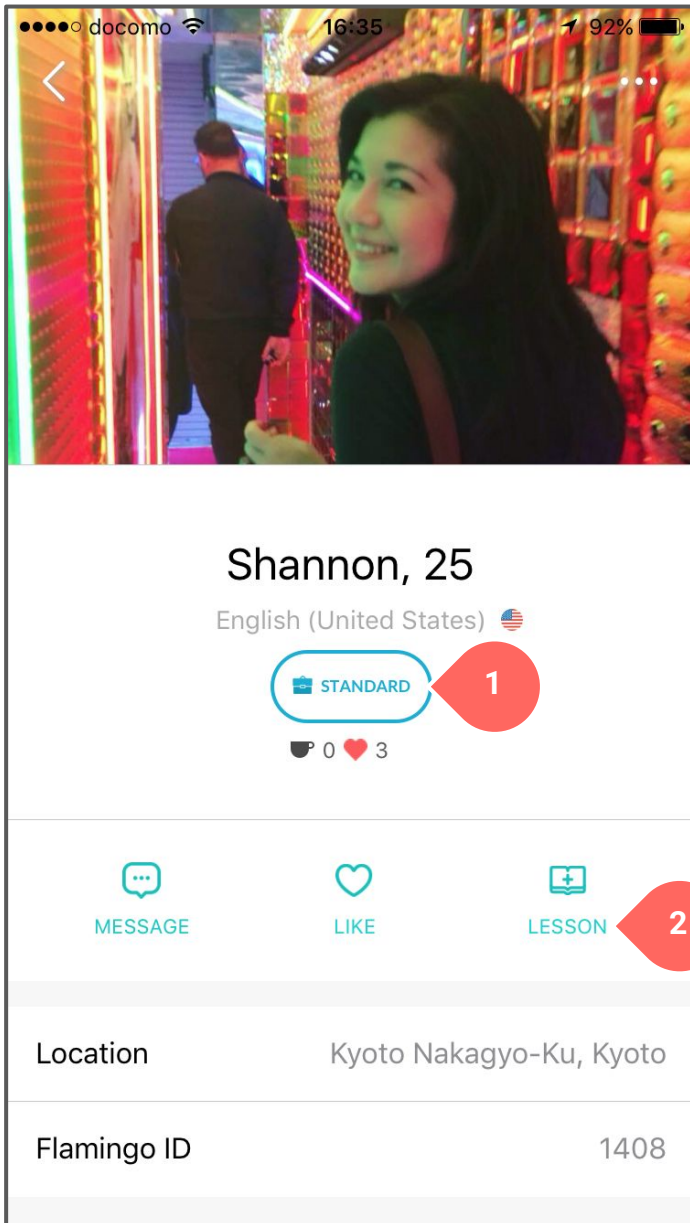 docomo 16:35 92%
Shannon, 25
English (United States)
STANDARD 1
0 3
MESSAGE LIKE LESSON 2
Location Kyoto Nakagyo-Ku, Kyoto
Flamingo ID 1408